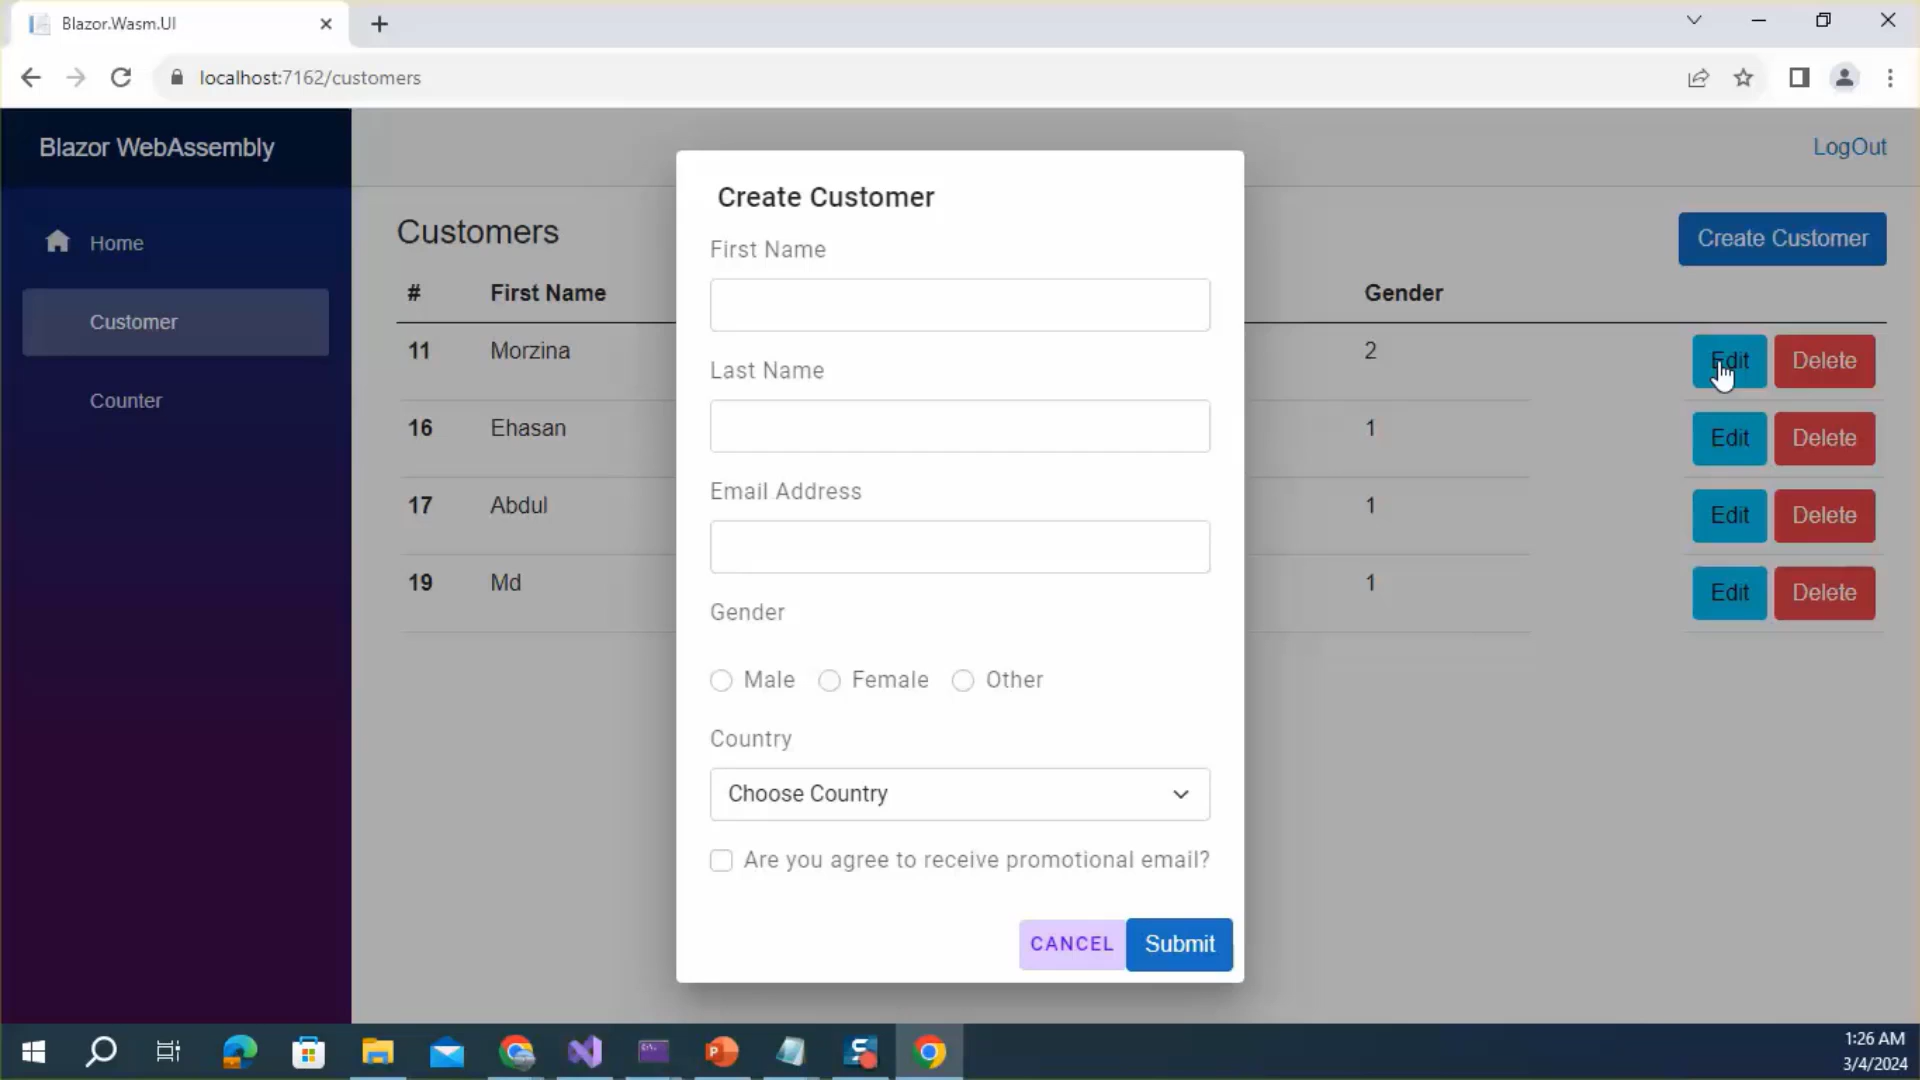 Blazor.Wasm.UI
localhost:7162/customers
Blazor WebAssembly
LogOut
Home
Customer
Counter
Customers
Create Customer
# First Name Gender
11 Morzina 2 Edit Delete
16 Ehasan 1 Edit Delete
17 Abdul 1 Edit Delete
19 Md 1 Edit Delete
Create Customer
First Name
Last Name
Email Address
Gender
Male Female Other
Country
Choose Country
Are you agree to receive promotional email?
CANCEL Submit
1:26 AM
3/4/2024